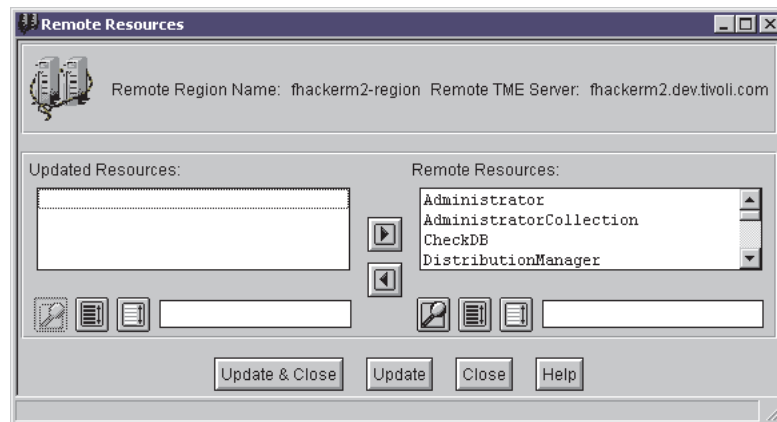 Remote Resources
Remote Region Name: fhackerm2-region Remote TME Server: fhackerm2.dev.tivoli.com
Updated Resources:
Remote Resources:
Administrator
AdministratorCollection
CheckDB
DistributionManager
Update & Close
Update
Close
Help